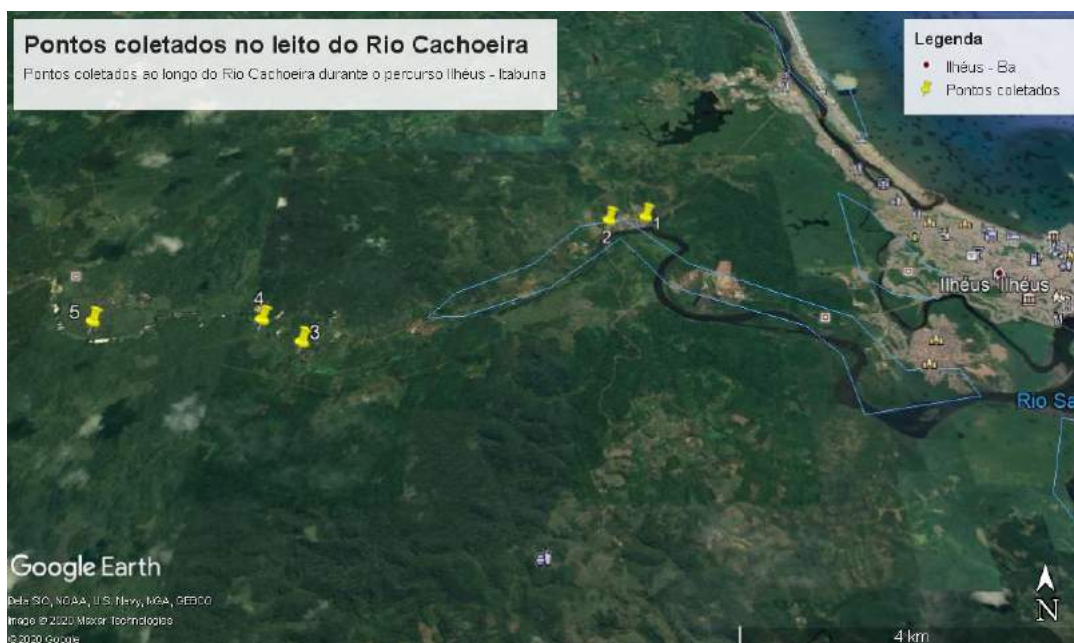 Pontos coletados no leito do Rio Cachoeira
Pontos coletados ao longo do Rio Cachoeira durante o percurso Ilhéus - Itabuna
Legenda
Ilhéus - Ba
Pontos coletados
1
2
4
5
3
Ilhéus Ilhéus
Rio Sa
Google Earth
Data SIO, NOAA, U.S. Navy, NGA, GEBCO
Image © 2020 Maxar Technologies
© 2020 Google
4 km
N